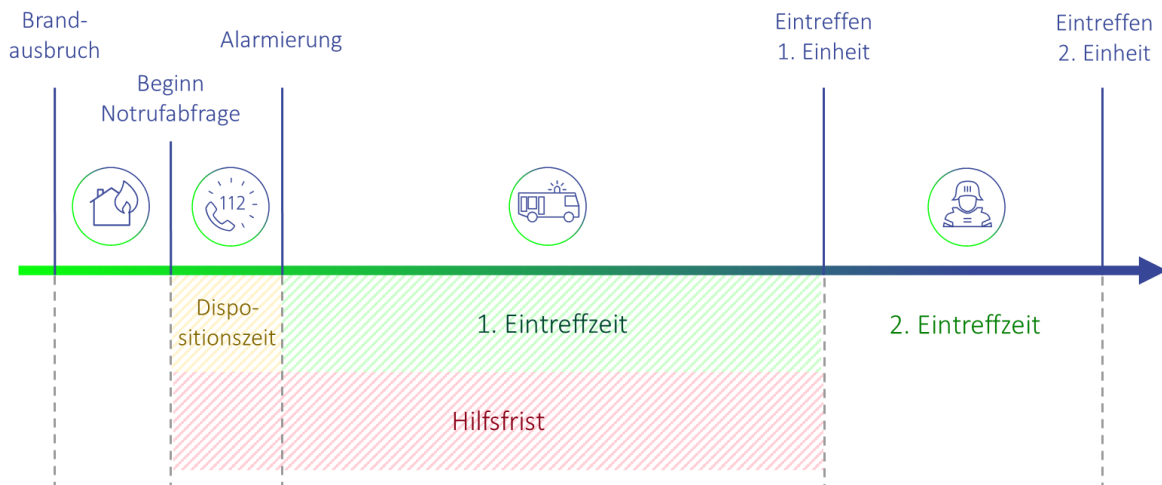 Brand-
ausbruch
Beginn
Notrufabfrage
Alarmierung
Eintreffen
1. Einheit
Eintreffen
2. Einheit
112
Dispo-
sitionszeit
1. Eintreffzeit
2. Eintreffzeit
Hilfsfrist